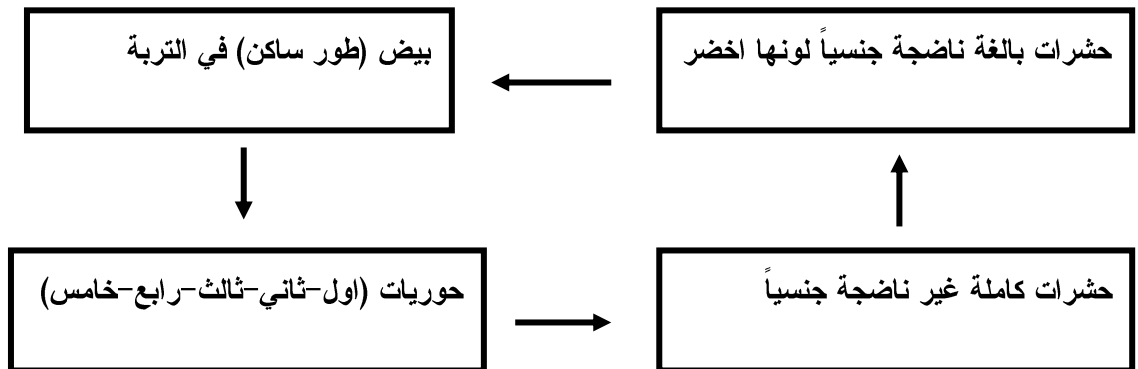 حشرات بالغة ناضجة جنسياً لونها اخضر
بيض (طور ساكن) في التربة
حوريات (اول-ثاني-ثالث-رابع-خامس)
حشرات كاملة غير ناضجة جنسياً